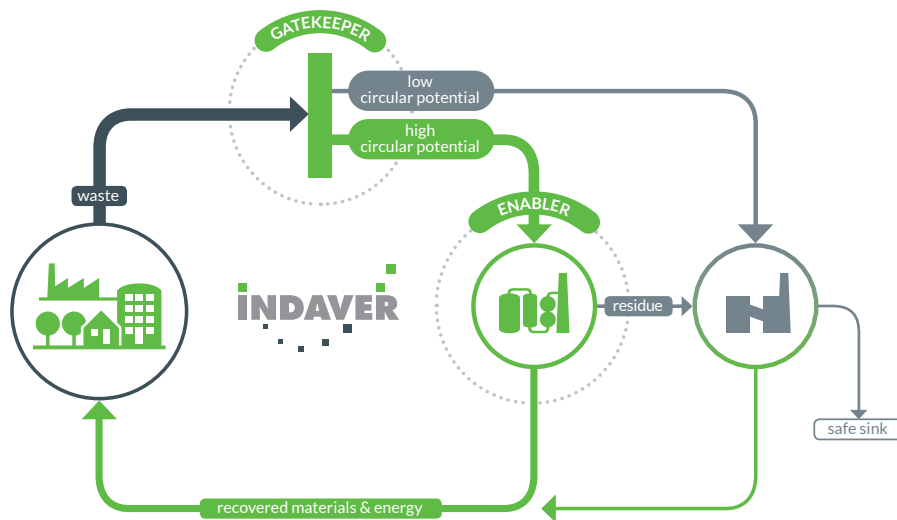 GATEKEEPER
low
circular potential
high
circular potential
waste
ENABLER
INDAVER
residue
safe sink
recovered materials & energy